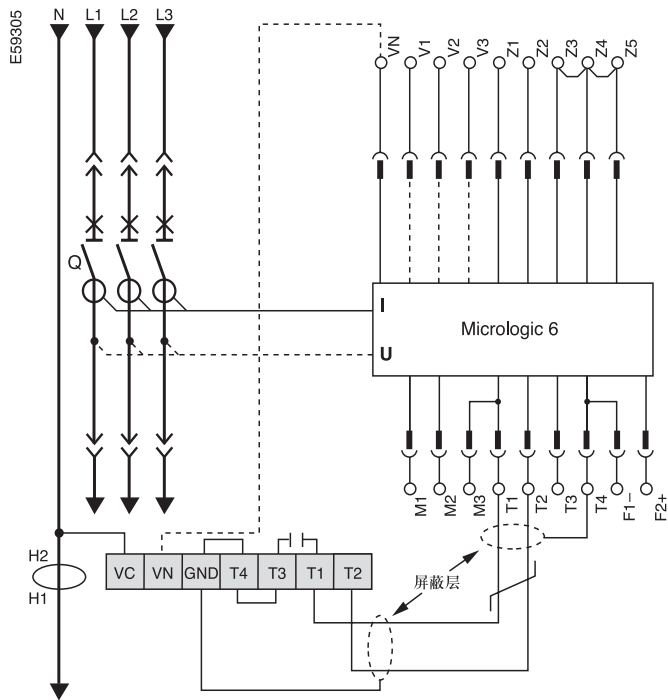 E59305
N L1 L2 L3
VN V1 V2 V3 Z1 Z2 Z3 Z4 Z5
Q
I
Micrologic 6
U
M1 M2 M3 T1 T2 T3 T4 F1− F2+
H2
H1
VC VN GND T4 T3 T1 T2
屏蔽层